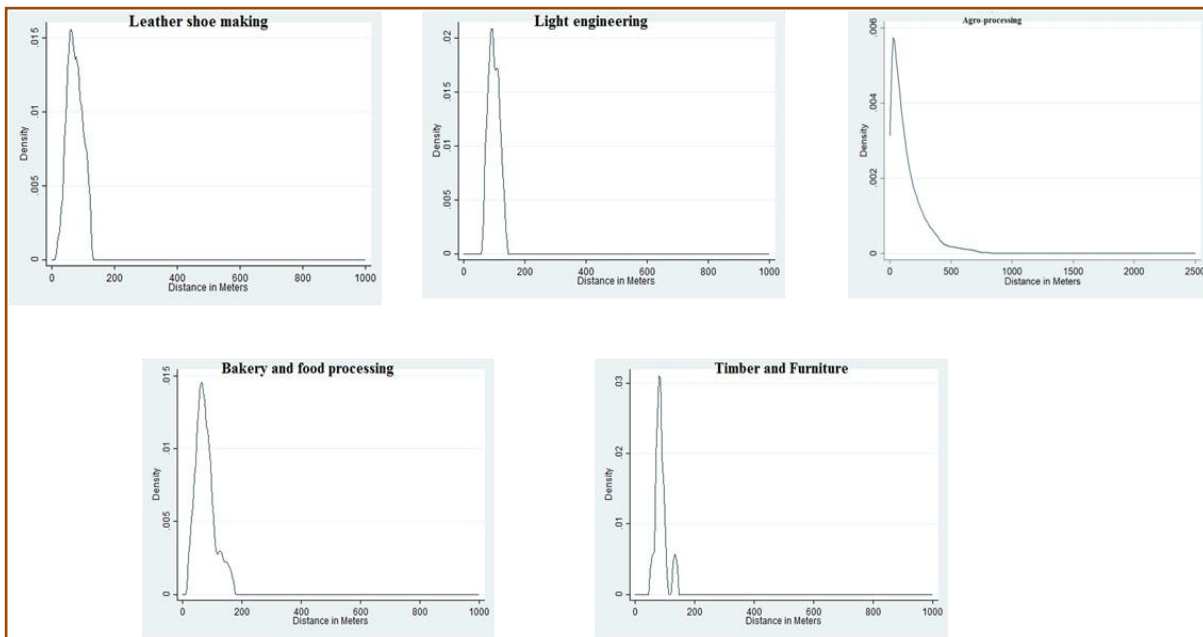 Leather shoe making
.015
.01
.005
0
Density
0 200 400 600 800 1000
Distance in Meters
Light engineering
.02
.015
.01
.005
0
Density
0 200 400 600 800 1000
Distance in Meters
Agro-processing
.006
.004
.002
0
Density
0 500 1000 1500 2000 2500
Distance in Meters
Bakery and food processing
.015
.01
.005
0
Density
0 200 400 600 800 1000
Distance in Meters
Timber and Furniture
.03
.02
.01
0
Density
0 200 400 600 800 1000
Distance in Meters